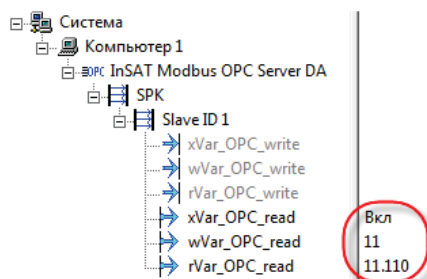 Система
Компьютер 1
OPC InSAT Modbus OPC Server DA
SPK
Slave ID 1
xVar_OPC_write
wVar_OPC_write
rVar_OPC_write
xVar_OPC_read Вкл
wVar_OPC_read 11
rVar_OPC_read 11.110